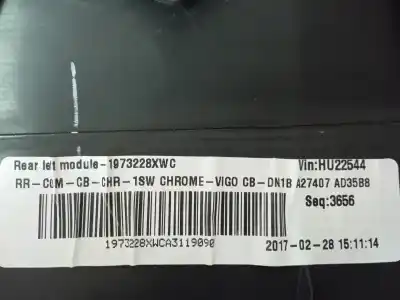 Rear let module-1973228XWC Vin:HU22544
RR-COM-CB-CHR-1SW CHROME-VIGO CB-DN1B A27407 AD35B8
Seq:3656
1973228XWCA3119090
2017-02-28 15:11:14